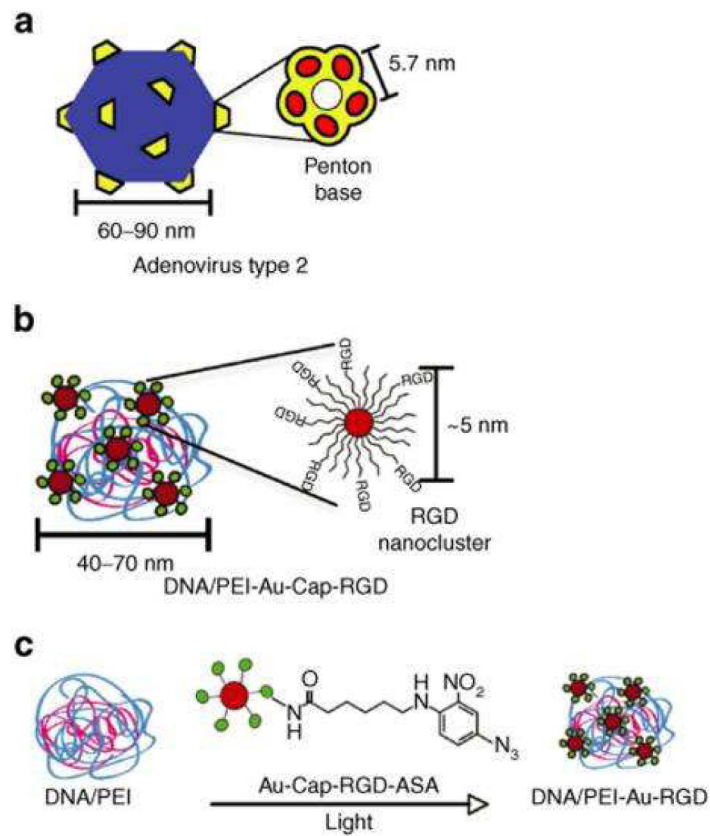 a
5.7 nm
Penton
base
60–90 nm
Adenovirus type 2
b
RGD
RGD
RGD
RGD
RGD
RGD
RGD
~5 nm
RGD
nanocluster
40–70 nm
DNA/PEI-Au-Cap-RGD
c
O
N
H
H
N
NO2
N3
DNA/PEI
Au-Cap-RGD-ASA
Light
DNA/PEI-Au-RGD